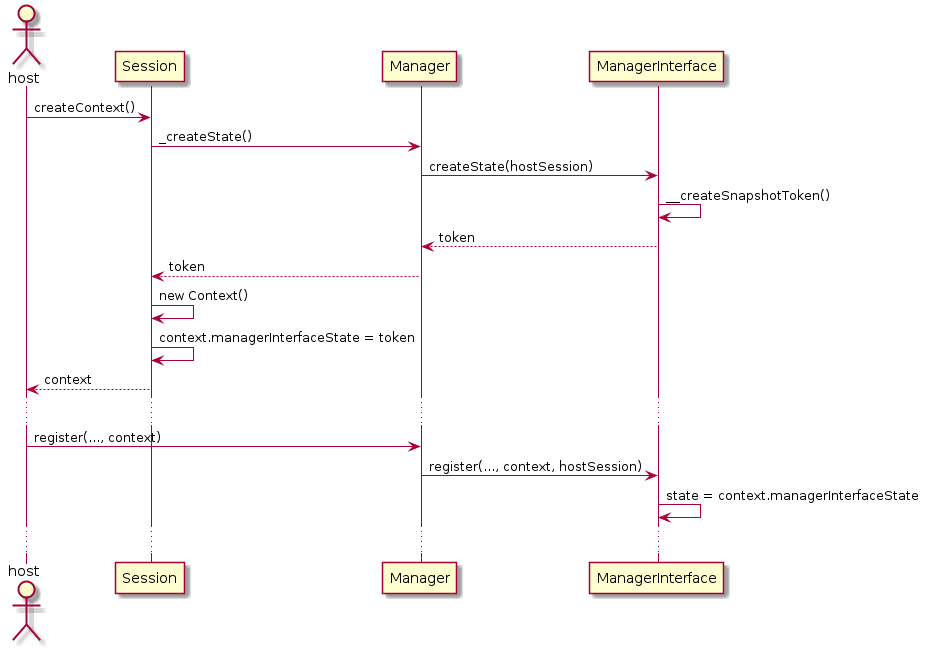 host
Session
Manager
ManagerInterface
createContext()
_createState()
createState(hostSession)
__createSnapshotToken()
token
token
new Context()
context.managerInterfaceState = token
context
register(..., context)
register(..., context, hostSession)
state = context.managerInterfaceState
host
Session
Manager
ManagerInterface